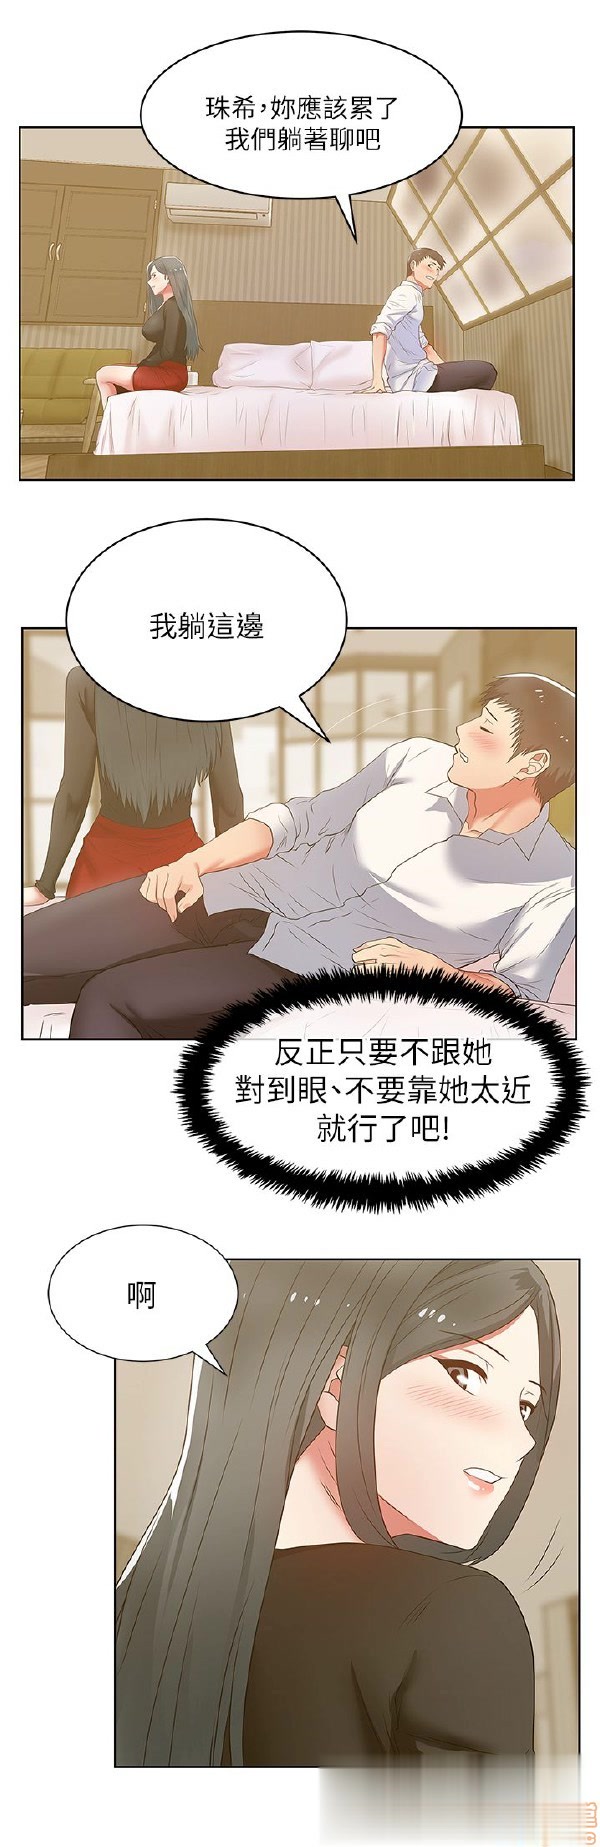 珠希，妳應該累了
我們躺著聊吧
我躺這邊
反正只要不跟她
對到眼、不要靠她太近
就行了吧!
啊